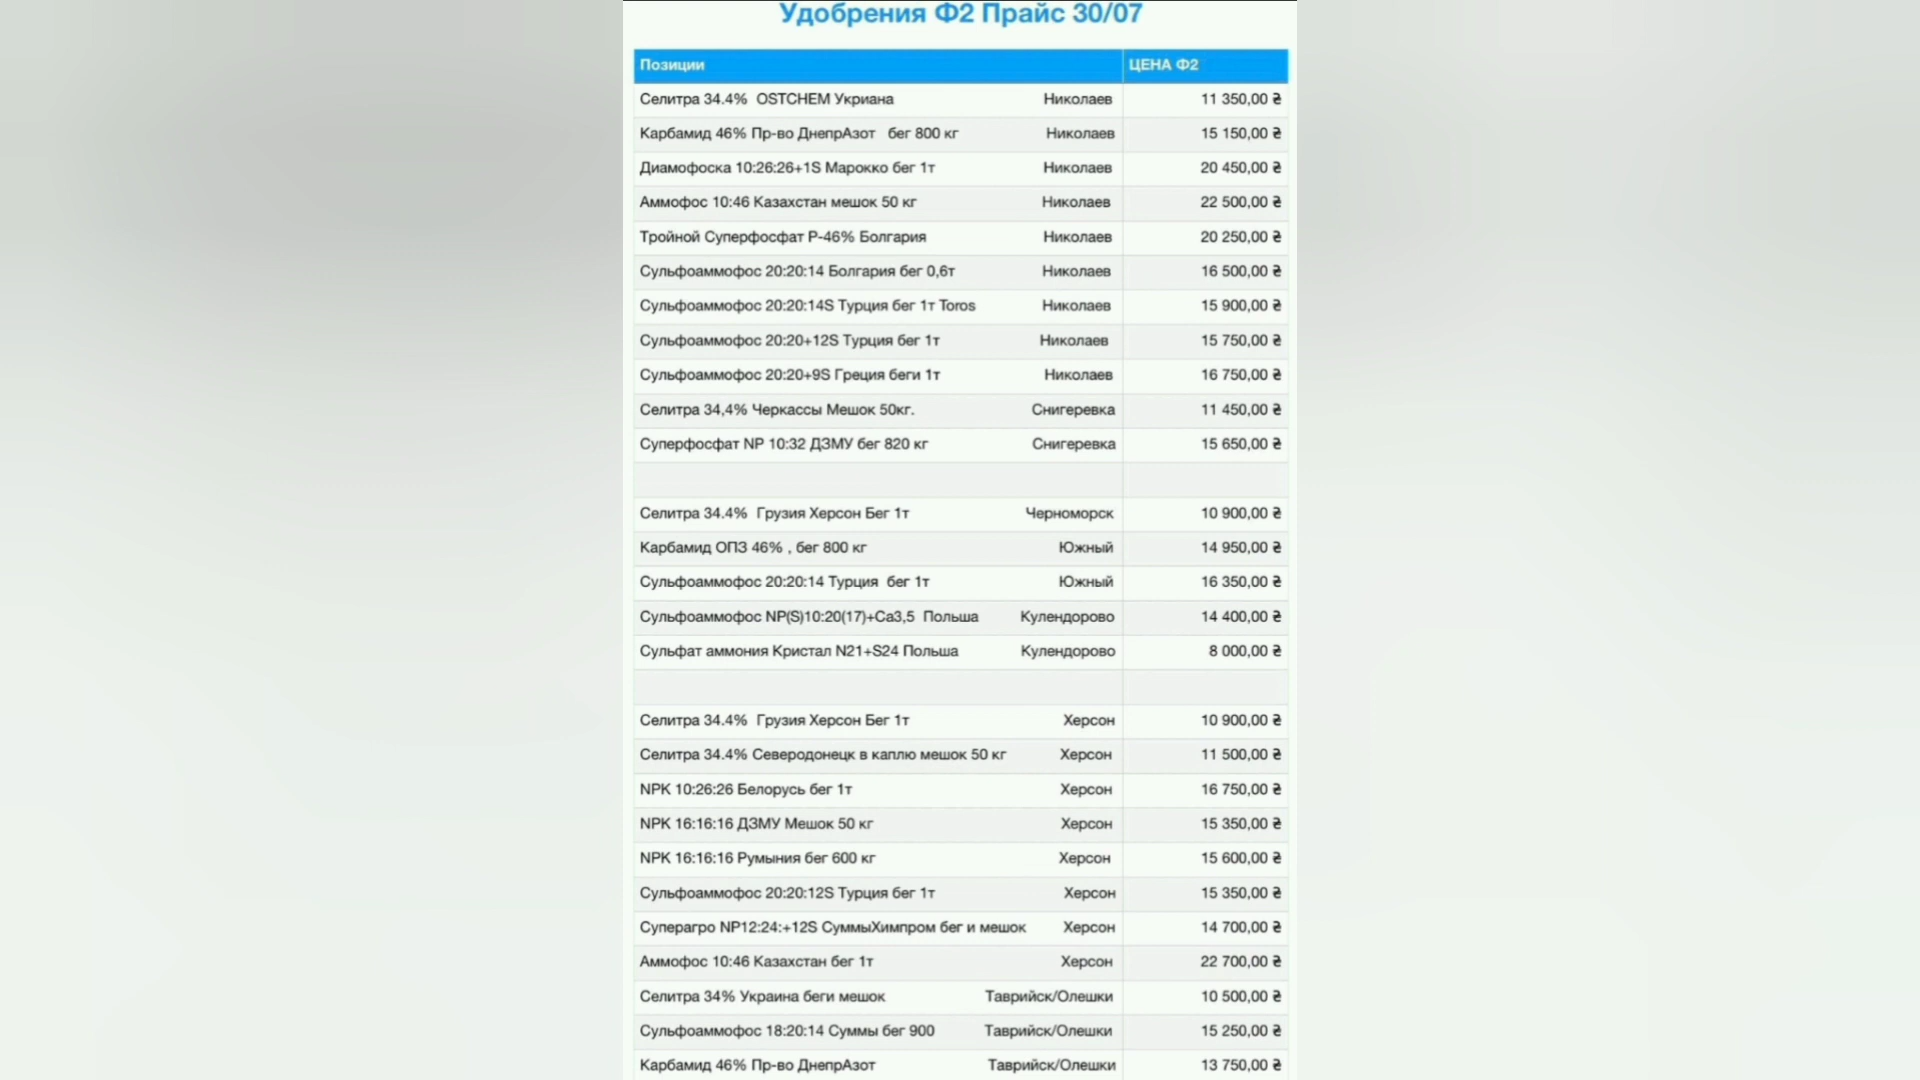 Удобрения Ф2 Прайс 30/07
Позиции ЦЕНА Ф2
Селитра 34.4% OSTCHEM Укриана Николаев 11 350,00 ₴
Карбамид 46% Пр-во ДнепрАзот бег 800 кг Николаев 15 150,00 ₴
Диамофоска 10:26:26+1S Марокко бег 1т Николаев 20 450,00 ₴
Аммофос 10:46 Казахстан мешок 50 кг Николаев 22 500,00 ₴
Тройной Суперфосфат Р-46% Болгария Николаев 20 250,00 ₴
Сульфоаммофос 20:20:14 Болгария бег 0,6т Николаев 16 500,00 ₴
Сульфоаммофос 20:20:14S Турция бег 1т Toros Николаев 15 900,00 ₴
Сульфоаммофос 20:20+12S Турция бег 1т Николаев 15 750,00 ₴
Сульфоаммофос 20:20+9S Греция беги 1т Николаев 16 750,00 ₴
Селитра 34,4% Черкассы Мешок 50кг. Снигеревка 11 450,00 ₴
Суперфосфат NP 10:32 ДЗМУ бег 820 кг Снигеревка 15 650,00 ₴
Селитра 34.4% Грузия Херсон Бег 1т Черноморск 10 900,00 ₴
Карбамид ОПЗ 46% , бег 800 кг Южный 14 950,00 ₴
Сульфоаммофос 20:20:14 Турция бег 1т Южный 16 350,00 ₴
Сульфоаммофос NP(S)10:20(17)+Ca3,5 Польша Кулендорово 14 400,00 ₴
Сульфат аммония Кристал N21+S24 Польша Кулендорово 8 000,00 ₴
Селитра 34.4% Грузия Херсон Бег 1т Херсон 10 900,00 ₴
Селитра 34.4% Северодонецк в каплю мешок 50 кг Херсон 11 500,00 ₴
NPK 10:26:26 Белорусь бег 1т Херсон 16 750,00 ₴
NPK 16:16:16 ДЗМУ Мешок 50 кг Херсон 15 350,00 ₴
NPK 16:16:16 Румыния бег 600 кг Херсон 15 600,00 ₴
Сульфоаммофос 20:20:12S Турция бег 1т Херсон 15 350,00 ₴
Суперагро NP12:24:+12S СуммыХимпром бег и мешок Херсон 14 700,00 ₴
Аммофос 10:46 Казахстан бег 1т Херсон 22 700,00 ₴
Селитра 34% Украина беги мешок Таврийск/Олешки 10 500,00 ₴
Сульфоаммофос 18:20:14 Суммы бег 900 Таврийск/Олешки 15 250,00 ₴
Карбамид 46% Пр-во ДнепрАзот Таврийск/Олешки 13 750,00 ₴